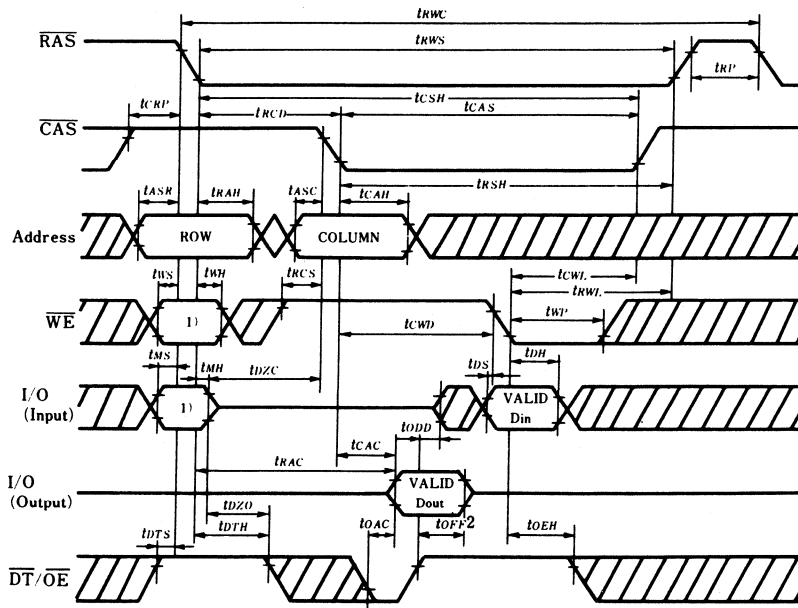 tRWC
RAS
tRWS
tRP
tCSH
tCRP
tRCD
tCAS
CAS
tRSH
tASR
tRAH
tASC
tCAH
Address
ROW
COLUMN
tWS
tWH
tRCS
tCWL
tRWL
WE
1)
tCWD
tWP
tMS
tMH
tDZC
tDS
tDH
I/O
(Input)
1)
VALID
Din
tODD
tCAC
tRAC
I/O
(Output)
VALID
Dout
tDZO
tDTS
tDTH
tOAC
tOFF2
tOEH
DT/OE